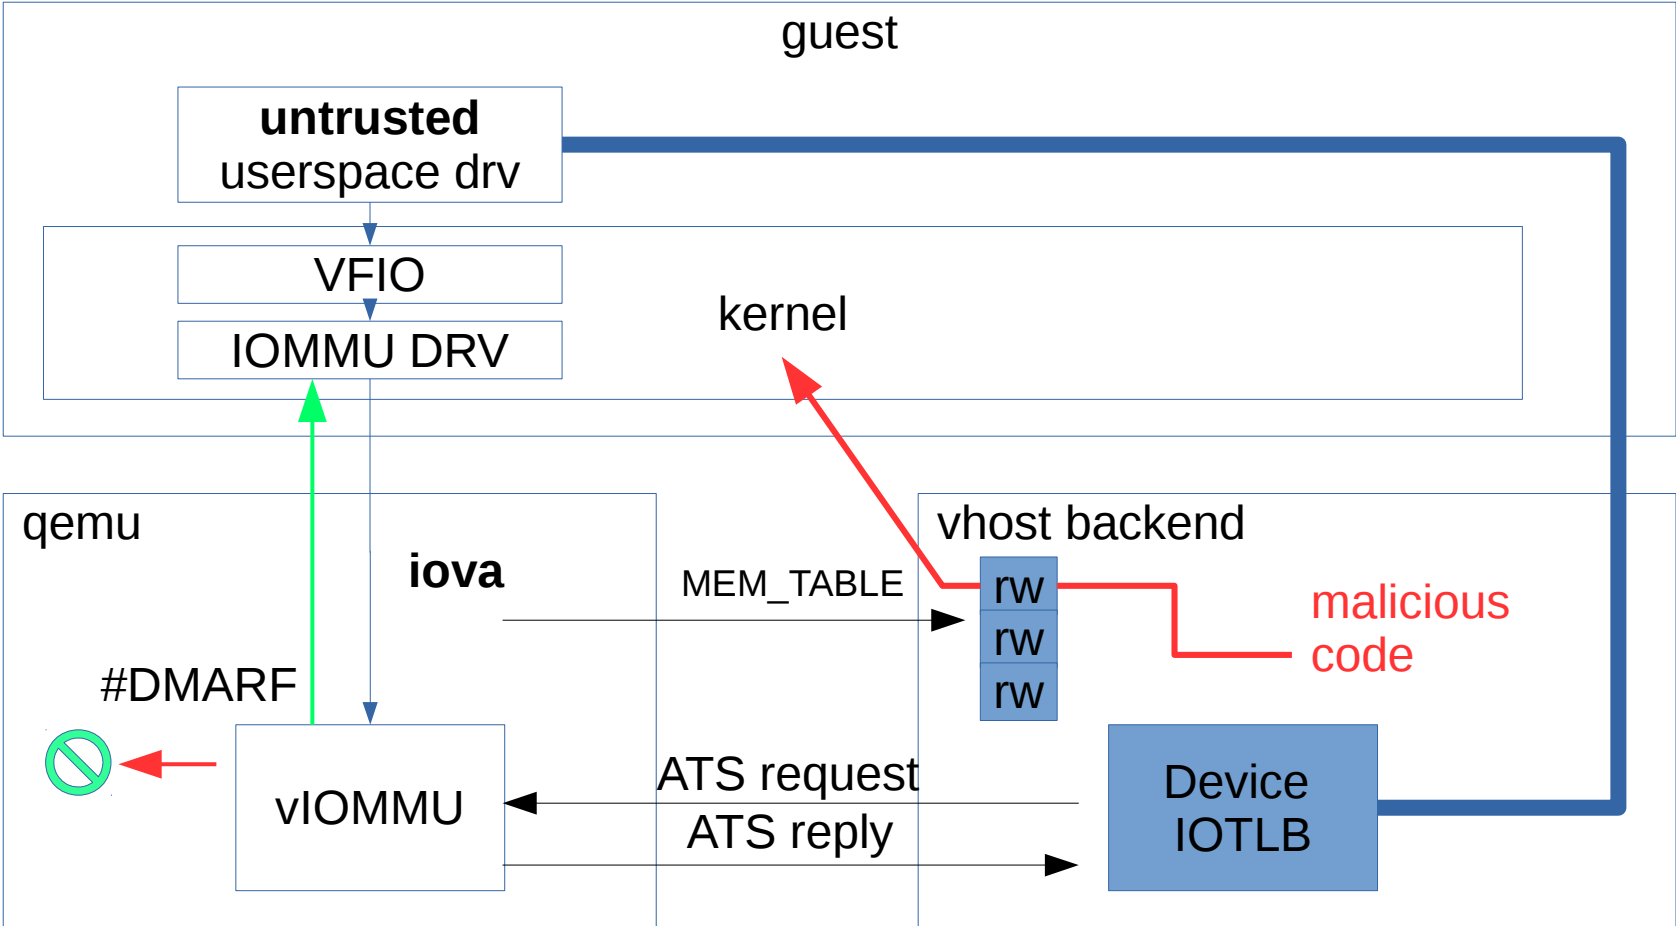 guest
untrusted
userspace drv
VFIO
kernel
IOMMU DRV
qemu
vhost backend
iova
MEM_TABLE
rw
rw
rw
malicious
code
#DMARF
vIOMMU
ATS request
ATS reply
Device
IOTLB